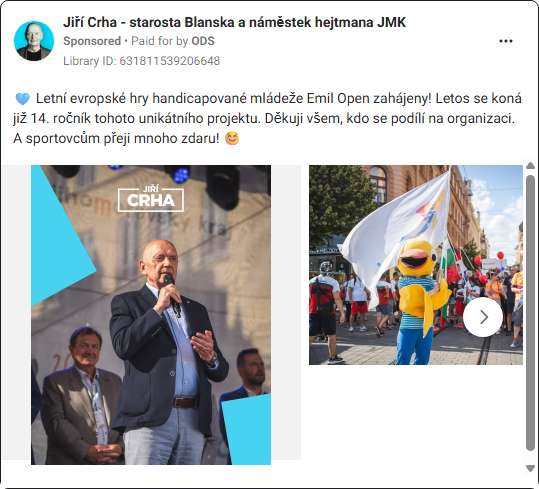 Jiří Crha - starosta Blanska a náměstek hejtmana JMK
Sponsored • Paid for by ODS
Library ID: 631811539206648
🩵 Letní evropské hry handicapované mládeže Emil Open zahájeny! Letos se koná
již 14. ročník tohoto unikátního projektu. Děkuji všem, kdo se podílí na organizaci.
A sportovcům přeji mnoho zdaru! 😊
JIŘÍ
CRHA